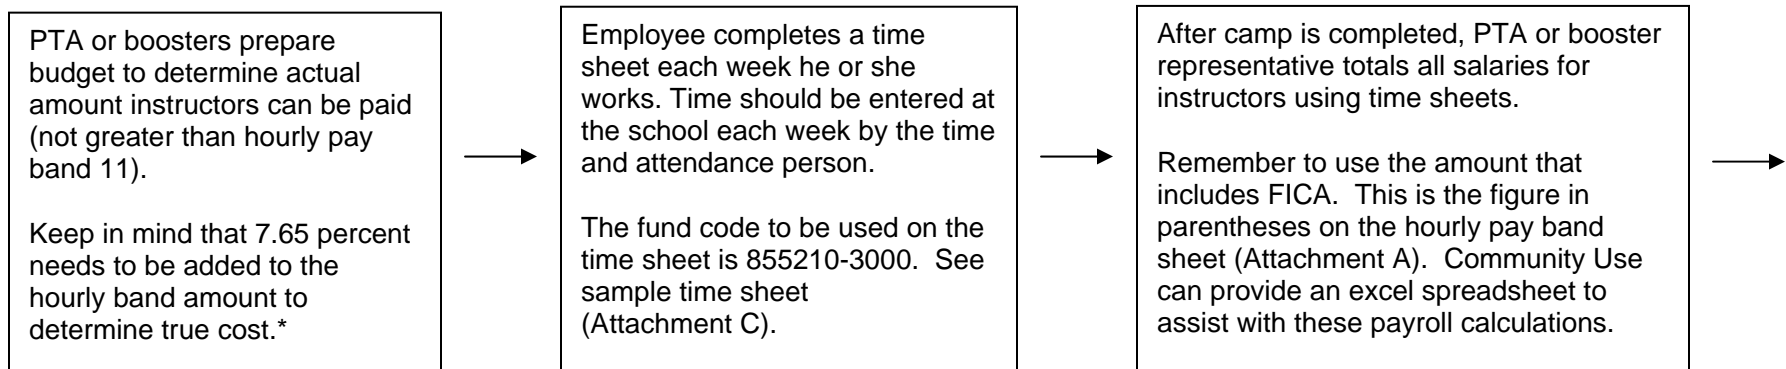 PTA or boosters prepare
budget to determine actual
amount instructors can be paid
(not greater than hourly pay
band 11).
Keep in mind that 7.65 percent
needs to be added to the
hourly band amount to
determine true cost.*
Employee completes a time
sheet each week he or she
works. Time should be entered at
the school each week by the time
and attendance person.
The fund code to be used on the
time sheet is 855210-3000.  See
sample time sheet
(Attachment C).
After camp is completed, PTA or booster
representative totals all salaries for
instructors using time sheets.
Remember to use the amount that
includes FICA.  This is the figure in
parentheses on the hourly pay band
sheet (Attachment A).  Community Use
can provide an excel spreadsheet to
assist with these payroll calculations.